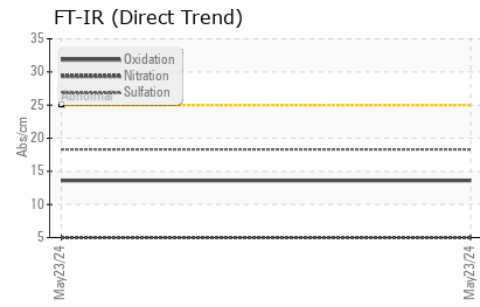 FT-IR (Direct Trend)
35
30
25
20
15
10
5
Abs/cm
Oxidation
Nitration
Sulfation
Abnormal
May23/24
May23/24